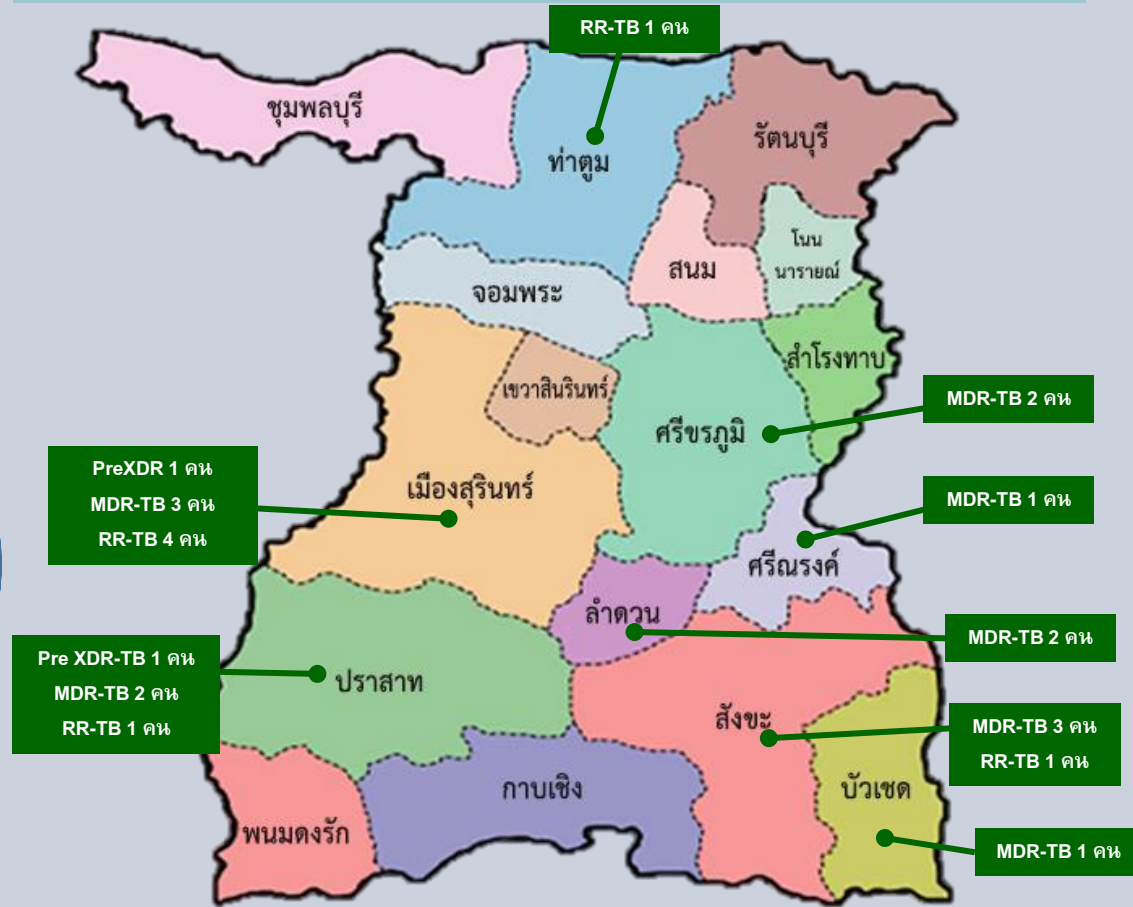 RR-TB 1 คน
ชุมพลบุรี
ท่าตูม
รัตนบุรี
สนม
โนน
นารายณ์
จอมพระ
สำโรงทาบ
เขวาสินรินทร์
ศรีขรภูมิ
MDR-TB 2 คน
PreXDR 1 คน
MDR-TB 3 คน
RR-TB 4 คน
เมืองสุรินทร์
MDR-TB 1 คน
ศรีณรงค์
ลำดวน
MDR-TB 2 คน
Pre XDR-TB 1 คน
MDR-TB 2 คน
RR-TB 1 คน
ปราสาท
สังขะ
MDR-TB 3 คน
RR-TB 1 คน
กาบเชิง
บัวเชด
พนมดงรัก
MDR-TB 1 คน